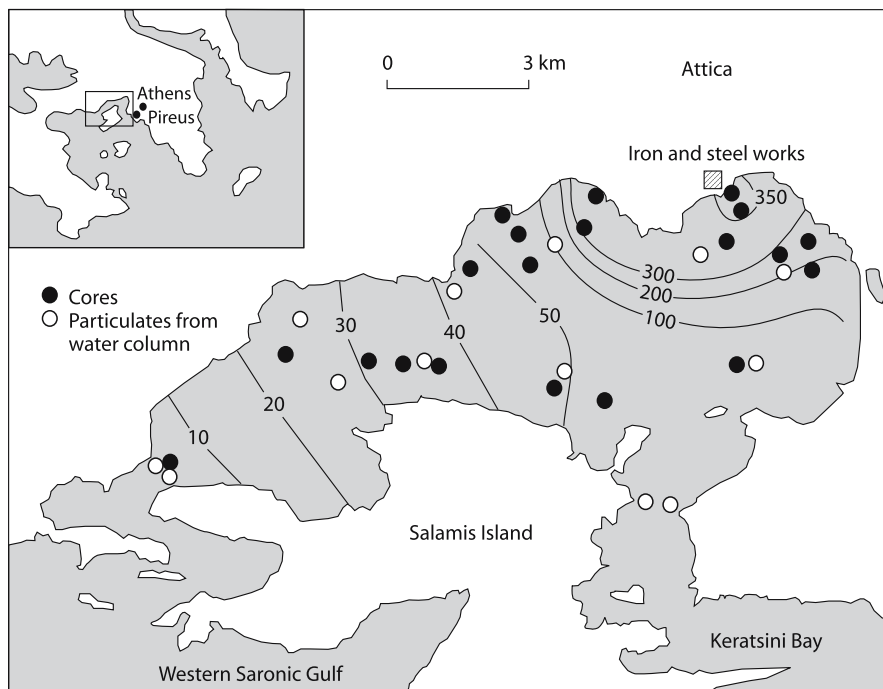 Athens
Pireus
0 3 km
Attica
Iron and steel works
350
300
200
100
Cores
Particulates from
water column
30
40
50
20
10
Salamis Island
Keratsini Bay
Western Saronic Gulf